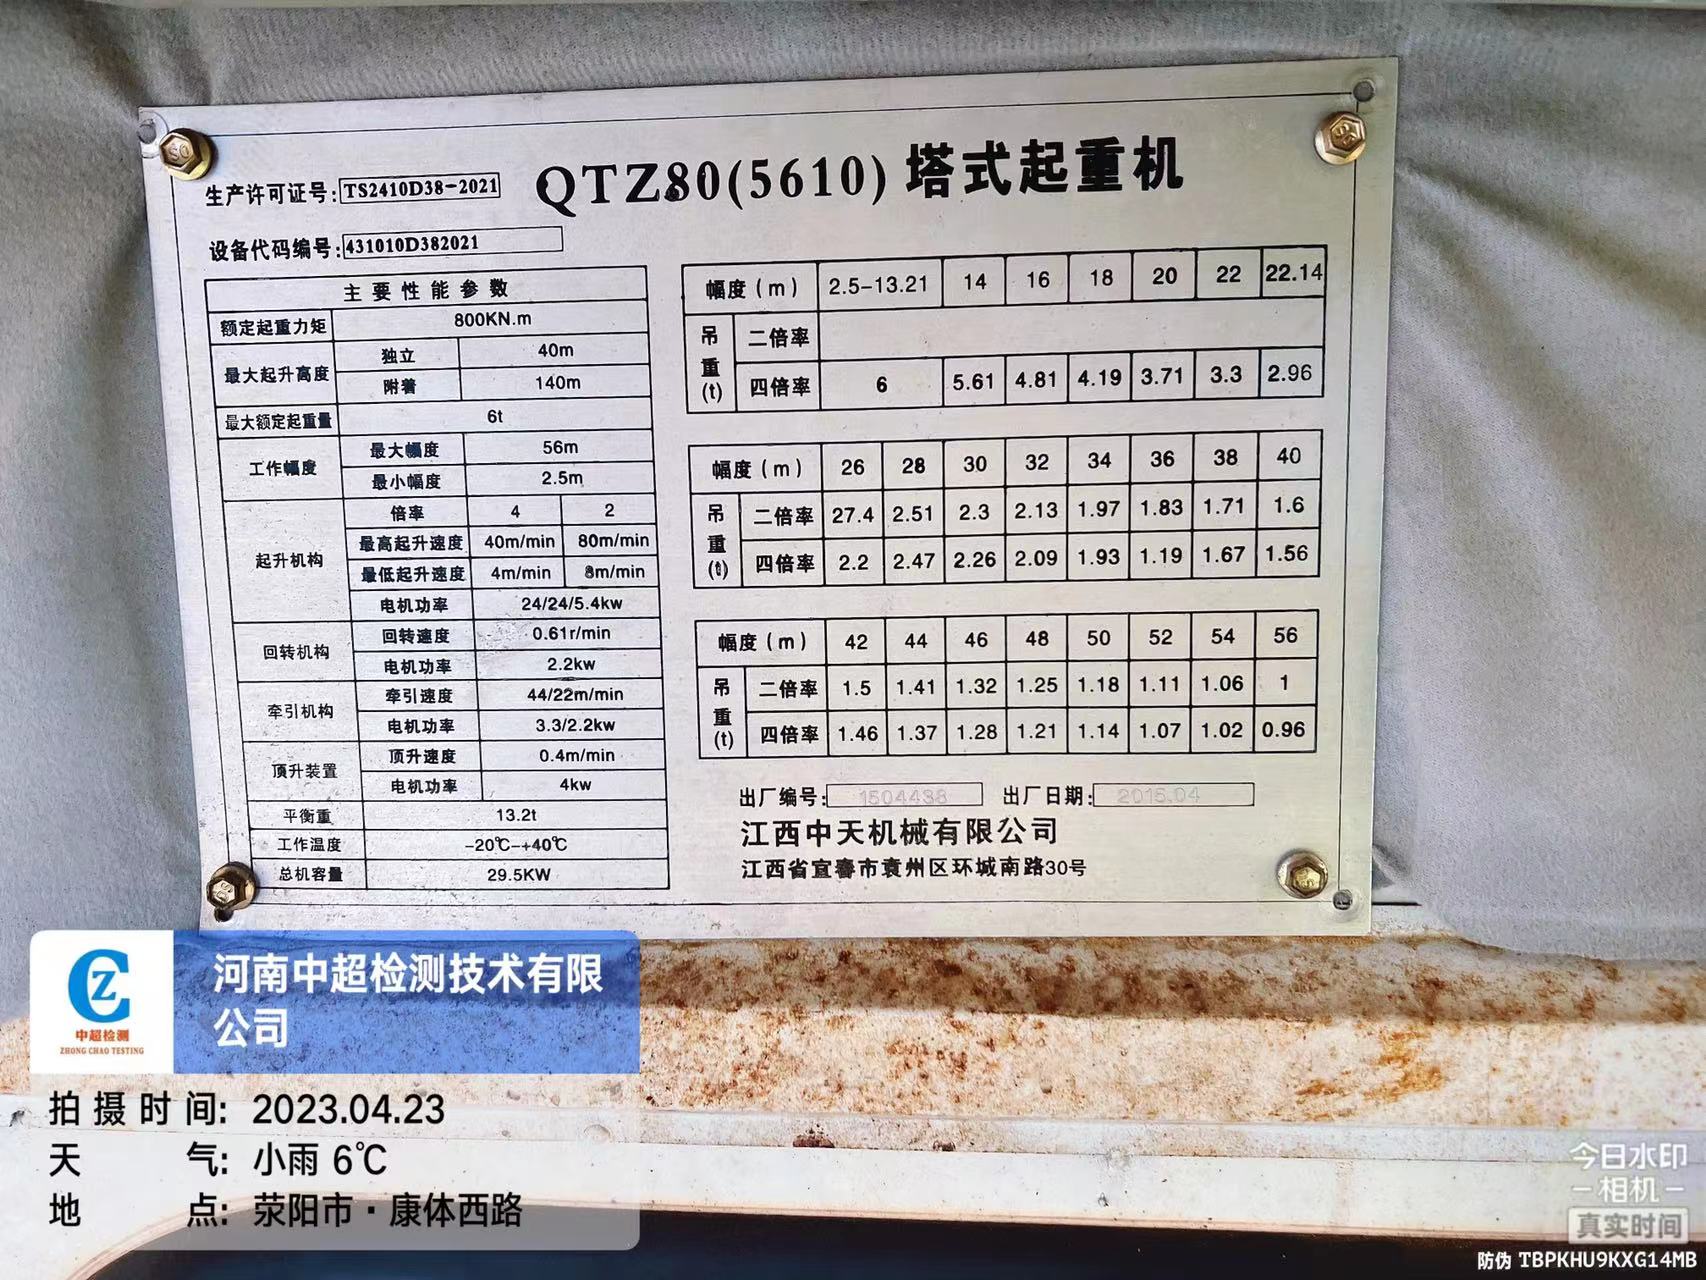 QTZ80(5610)塔式起重机
生产许可证号:TS2410D38-2021
设备代码编号:431010D382021
主要性能参数
额定起重力矩 800KN.m
最大起升高度 独立 40m
附着 140m
最大额定起重量 6t
工作幅度 最大幅度 56m
最小幅度 2.5m
起升机构 倍率 4 2
最高起升速度 40m/min 80m/min
最低起升速度 4m/min 8m/min
电机功率 24/24/5.4kw
回转机构 回转速度 0.61r/min
电机功率 2.2kw
牵引机构 牵引速度 44/22m/min
电机功率 3.3/2.2kw
顶升装置 顶升速度 0.4m/min
电机功率 4kw
平衡重 13.2t
工作温度 -20℃-+40℃
总机容量 29.5KW
幅度(m) 2.5-13.21 14 16 18 20 22 22.14
吊重(t) 二倍率
四倍率 6 5.61 4.81 4.19 3.71 3.3 2.96
幅度(m) 26 28 30 32 34 36 38 40
吊重(t) 二倍率 27.4 2.51 2.3 2.13 1.97 1.83 1.71 1.6
四倍率 2.2 2.47 2.26 2.09 1.93 1.19 1.67 1.56
幅度(m) 42 44 46 48 50 52 54 56
吊重(t) 二倍率 1.5 1.41 1.32 1.25 1.18 1.11 1.06 1
四倍率 1.46 1.37 1.28 1.21 1.14 1.07 1.02 0.96
出厂编号:1504438 出厂日期:2015.04
江西中天机械有限公司
江西省宜春市袁州区环城南路30号
中超检测
ZHONG CHAO TESTING
河南中超检测技术有限
公司
拍摄时间: 2023.04.23
天气: 小雨 6℃
地点: 荥阳市·康体西路
今日水印
相机
真实时间
防伪 TBPKHU9KXG14MB